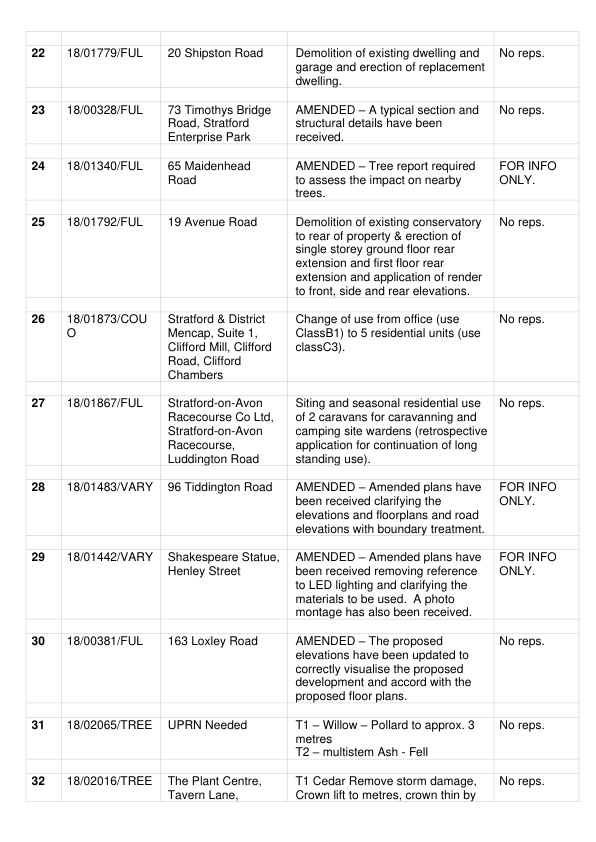 22 18/01779/FUL 20 Shipston Road Demolition of existing dwelling and No reps.
garage and erection of replacement
dwelling.
23 18/00328/FUL 73 Timothys Bridge AMENDED – A typical section and No reps.
Road, Stratford structural details have been
Enterprise Park received.
24 18/01340/FUL 65 Maidenhead AMENDED – Tree report required FOR INFO
Road to assess the impact on nearby ONLY.
trees.
25 18/01792/FUL 19 Avenue Road Demolition of existing conservatory No reps.
to rear of property & erection of
single storey ground floor rear
extension and first floor rear
extension and application of render
to front, side and rear elevations.
26 18/01873/COU Stratford & District Change of use from office (use No reps.
O Mencap, Suite 1, ClassB1) to 5 residential units (use
Clifford Mill, Clifford classC3).
Road, Clifford
Chambers
27 18/01867/FUL Stratford-on-Avon Siting and seasonal residential use No reps.
Racecourse Co Ltd, of 2 caravans for caravanning and
Stratford-on-Avon camping site wardens (retrospective
Racecourse, application for continuation of long
Luddington Road standing use).
28 18/01483/VARY 96 Tiddington Road AMENDED – Amended plans have FOR INFO
been received clarifying the ONLY.
elevations and floorplans and road
elevations with boundary treatment.
29 18/01442/VARY Shakespeare Statue, AMENDED – Amended plans have FOR INFO
Henley Street been received removing reference ONLY.
to LED lighting and clarifying the
materials to be used.  A photo
montage has also been received.
30 18/00381/FUL 163 Loxley Road AMENDED – The proposed No reps.
elevations have been updated to
correctly visualise the proposed
development and accord with the
proposed floor plans.
31 18/02065/TREE UPRN Needed T1 – Willow – Pollard to approx. 3 No reps.
metres
T2 – multistem Ash - Fell
32 18/02016/TREE The Plant Centre, T1 Cedar Remove storm damage, No reps.
Tavern Lane, Crown lift to metres, crown thin by